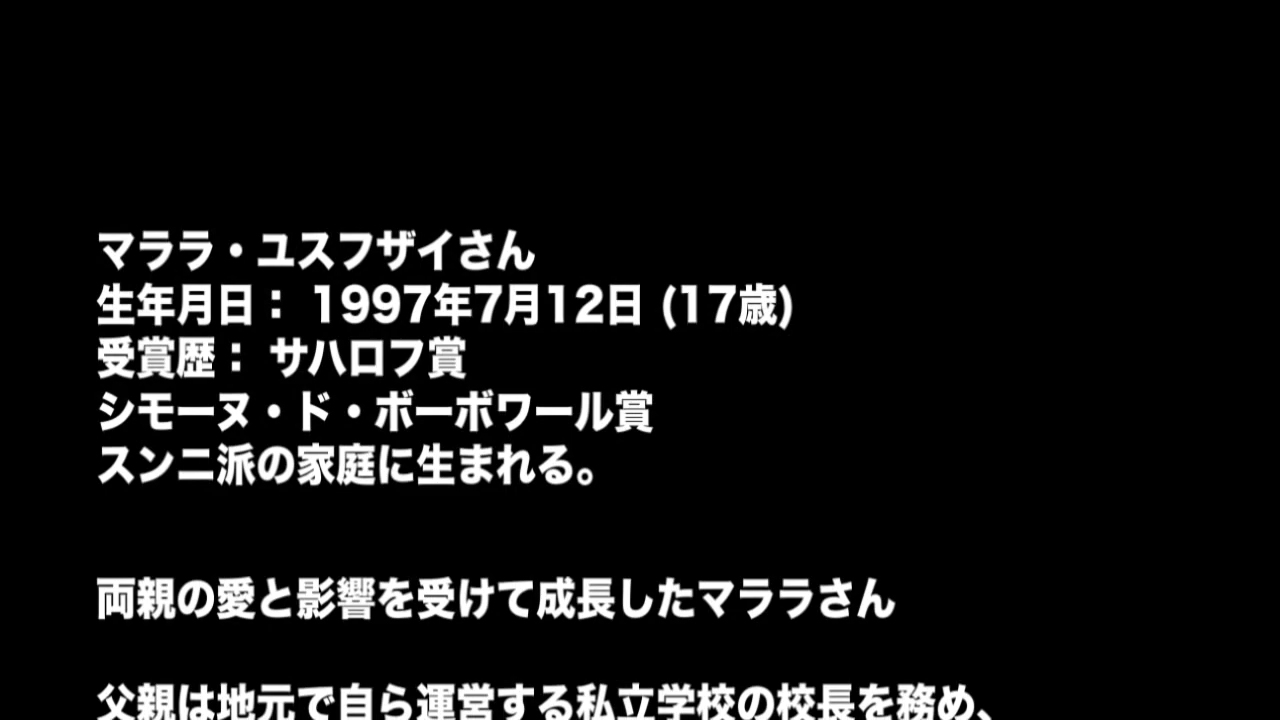 マララ・ユスフザイさん
生年月日： 1997年7月12日 (17歳)
受賞歴： サハロフ賞
シモーヌ・ド・ボーボワール賞
スンニ派の家庭に生まれる。
両親の愛と影響を受けて成長したマララさん
父親は地元で自ら運営する私立学校の校長を務め、